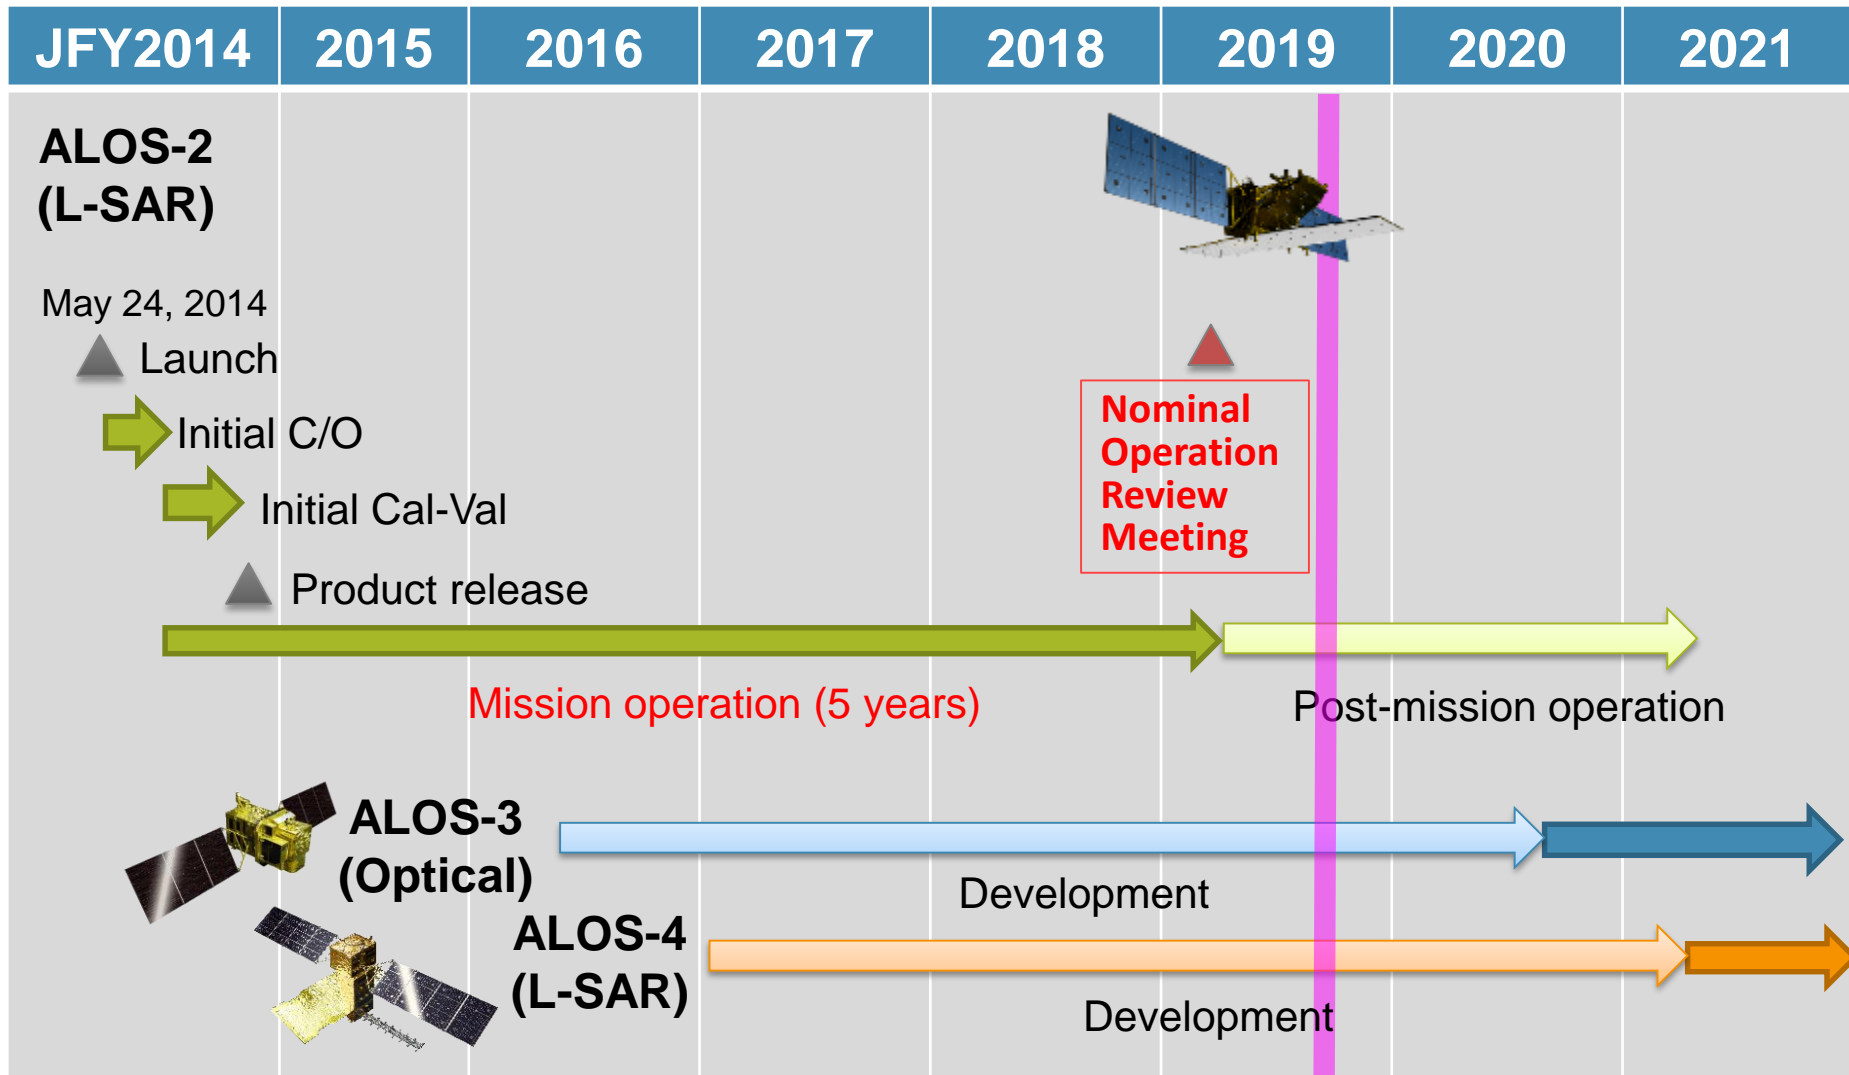 JFY2014 2015 2016 2017 2018 2019 2020 2021
ALOS-2
(L-SAR)
May 24, 2014
Launch
Initial C/O
Initial Cal-Val
Product release
Nominal
Operation
Review
Meeting
Mission operation (5 years)
Post-mission operation
ALOS-3
(Optical)
Development
ALOS-4
(L-SAR)
Development